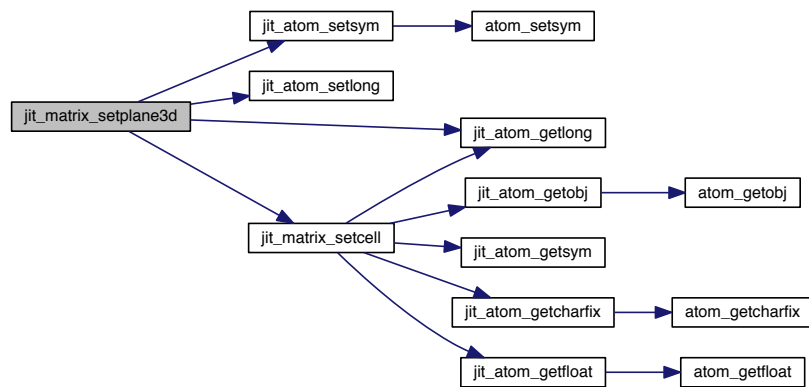 jit_atom_setsym
atom_setsym
jit_atom_setlong
jit_matrix_setplane3d
jit_atom_getlong
jit_atom_getobj
atom_getobj
jit_matrix_setcell
jit_atom_getsym
jit_atom_getcharfix
atom_getcharfix
jit_atom_getfloat
atom_getfloat